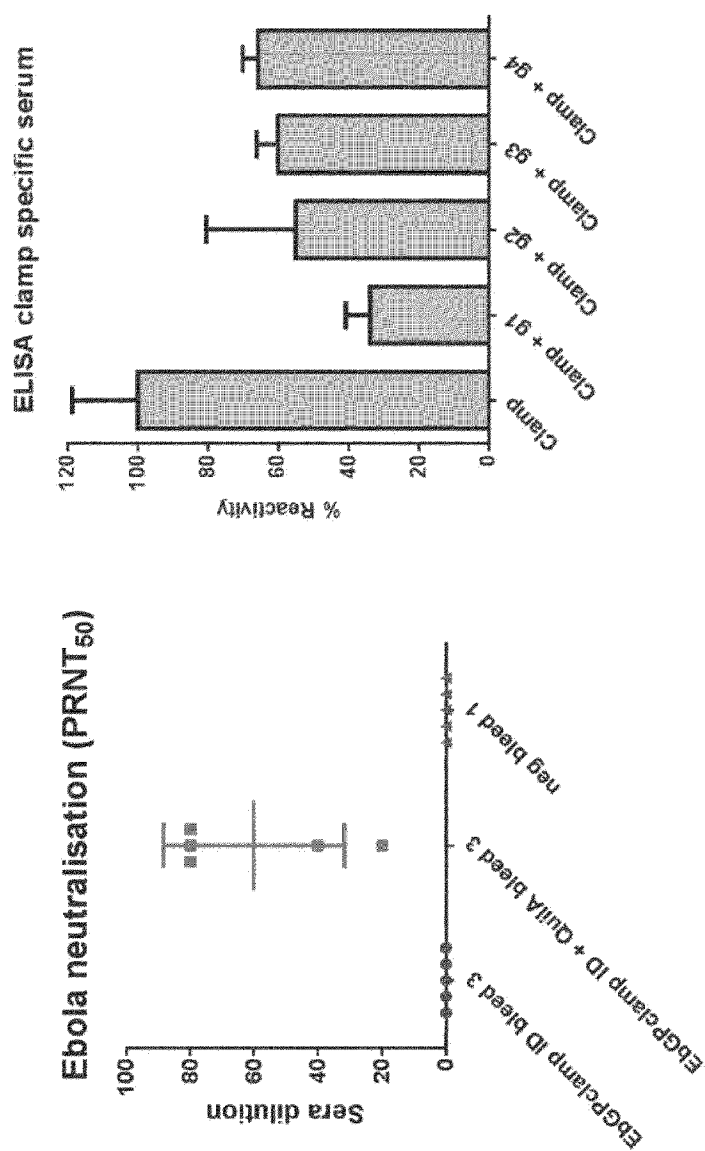 Ebola neutralisation (PRNT50)
Sera dilution
100
80
60
40
20
0
EbGPclamp ID bleed 3
EbGPclamp ID + QuilA bleed 3
neg bleed 1
ELISA clamp specific serum
% Reactivity
120
100
80
60
40
20
0
Clamp
Clamp + g1
Clamp + g2
Clamp + g3
Clamp + g4